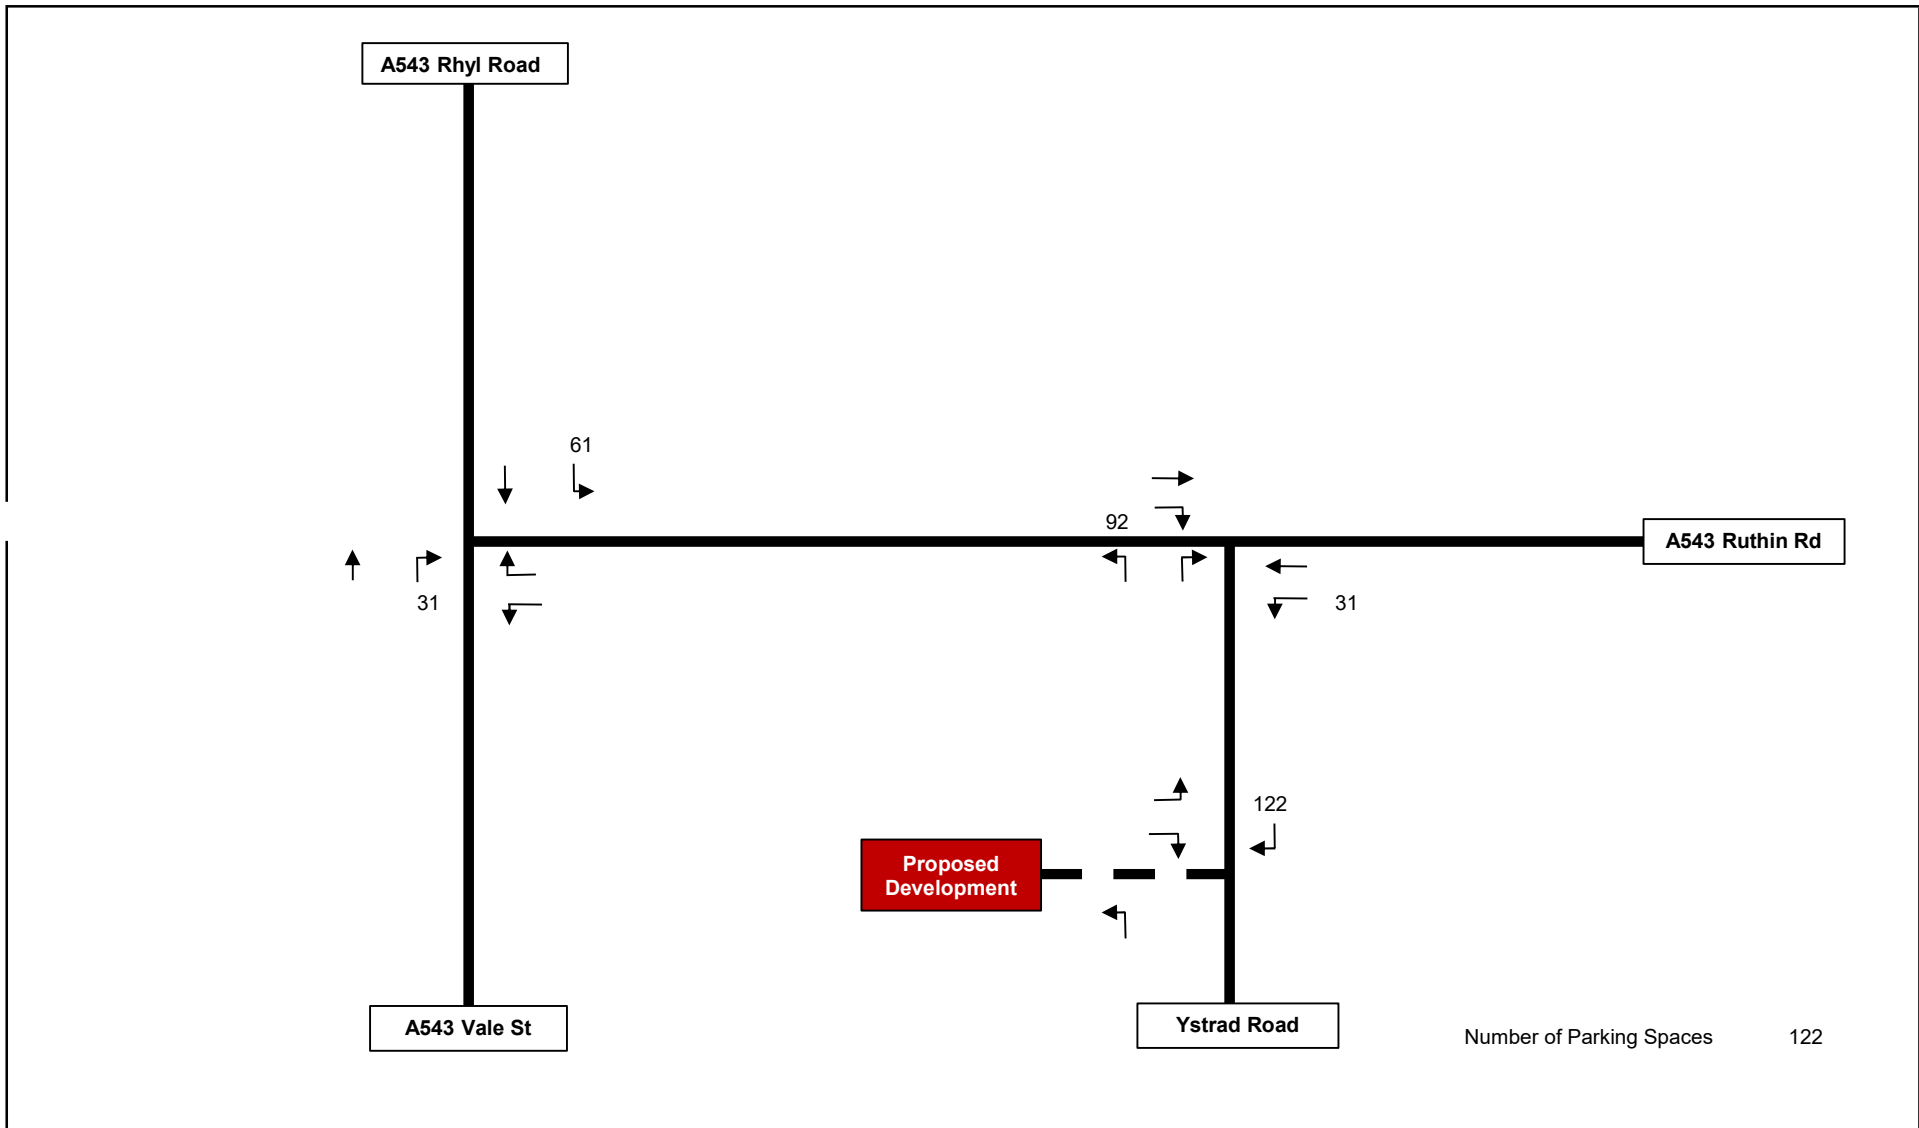 A543 Rhyl Road
61
92
A543 Ruthin Rd
31
31
122
Proposed
Development
A543 Vale St
Ystrad Road
Number of Parking Spaces 122